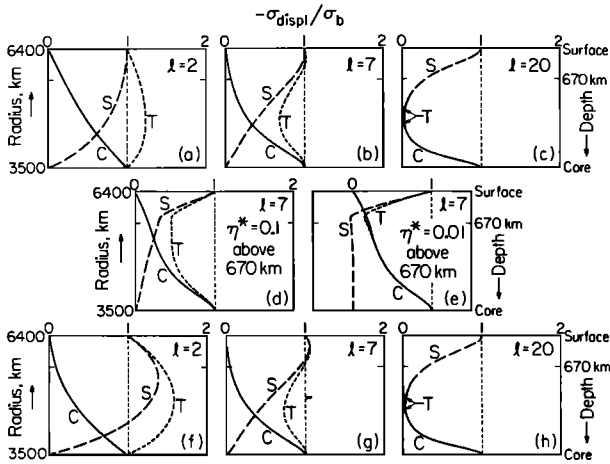 -σdispl/σb
0 1 2 0 1 2 0 1 2
6400 Surface
ℓ=2 ℓ=7 ℓ=20
670 km
Radius, km → S T C S T C S T C Depth
3500 (a) (b) (c) Core
0 1 2 0 1
6400 Surface
ℓ=7 ℓ=7
S T C η*=0.1 above 670 km S T C η*=0.01 above 670 km 670 km
Radius, km → Depth
3500 (d) (e) Core
0 1 2 0 1 2 0 1 2
6400 Surface
ℓ=2 ℓ=7 ℓ=20
670 km
Radius, km → S T C S T C S T C Depth
3500 (f) (g) (h) Core